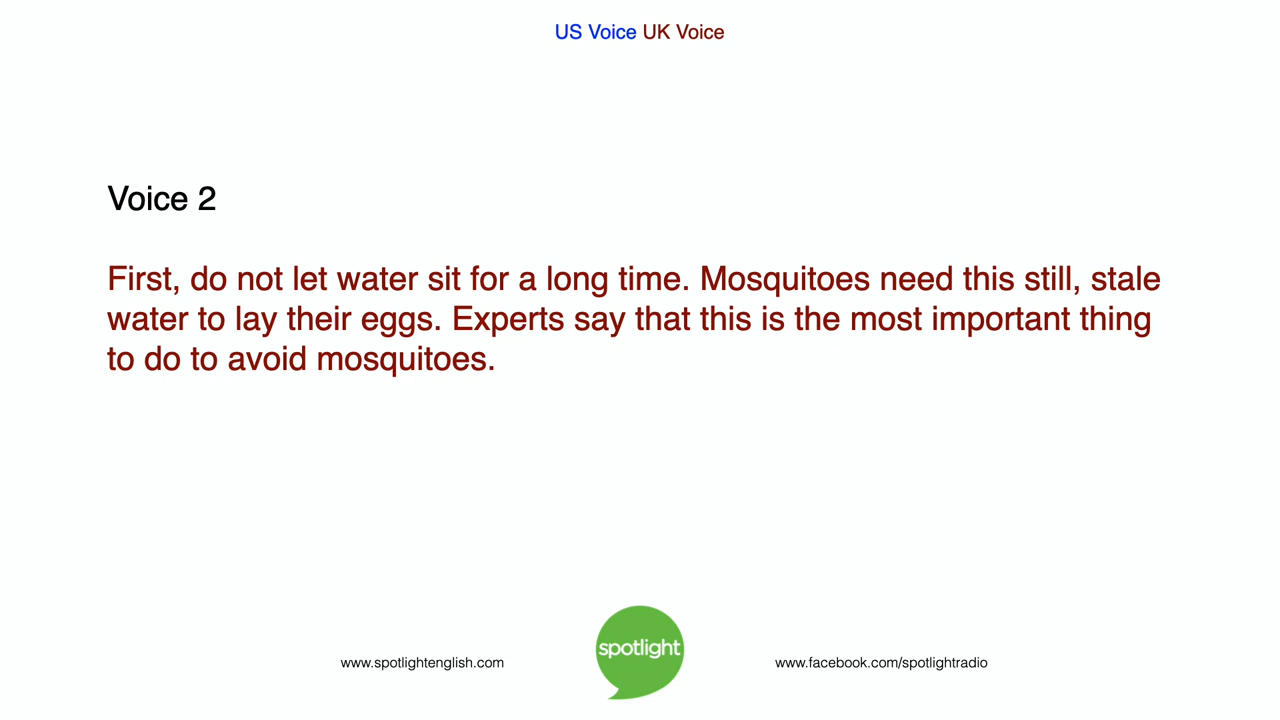 US Voice UK Voice
Voice 2
First, do not let water sit for a long time. Mosquitoes need this still, stale
water to lay their eggs. Experts say that this is the most important thing
to do to avoid mosquitoes.
www.spotlightenglish.com
spotlight
www.facebook.com/spotlightradio